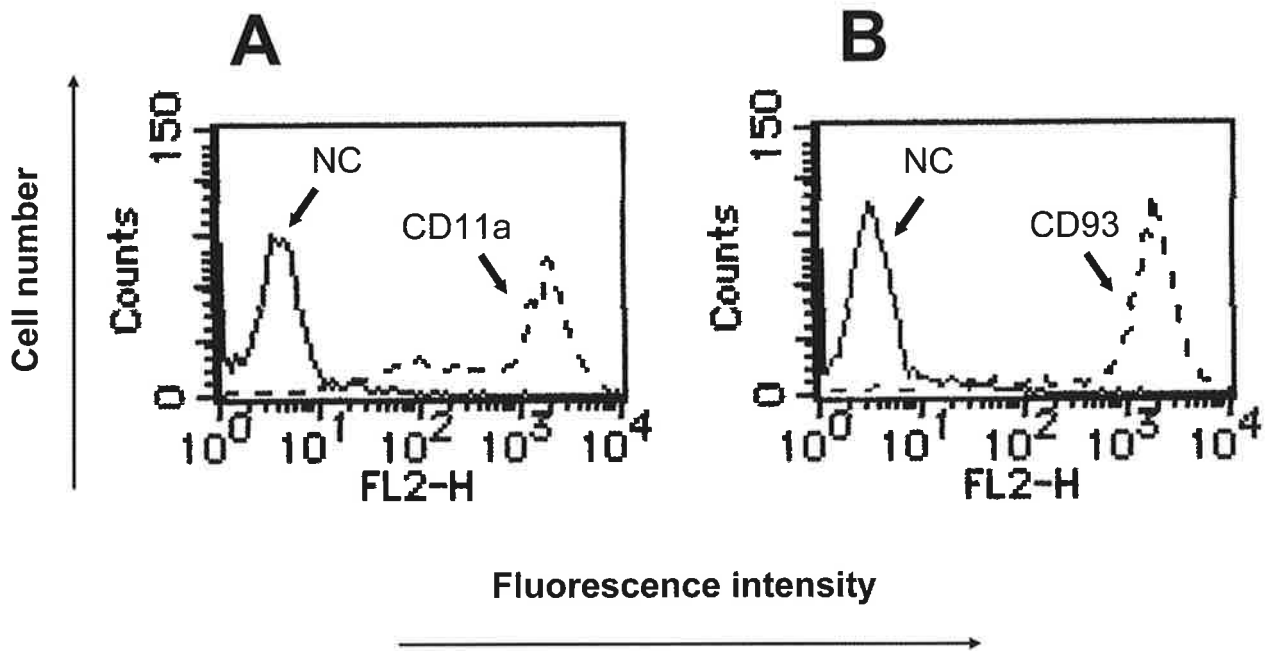 A
B
Cell number
Counts
150
0
NC
CD11a
10^0 10^1 10^2 10^3 10^4
FL2-H
Counts
150
0
NC
CD93
10^0 10^1 10^2 10^3 10^4
FL2-H
Fluorescence intensity